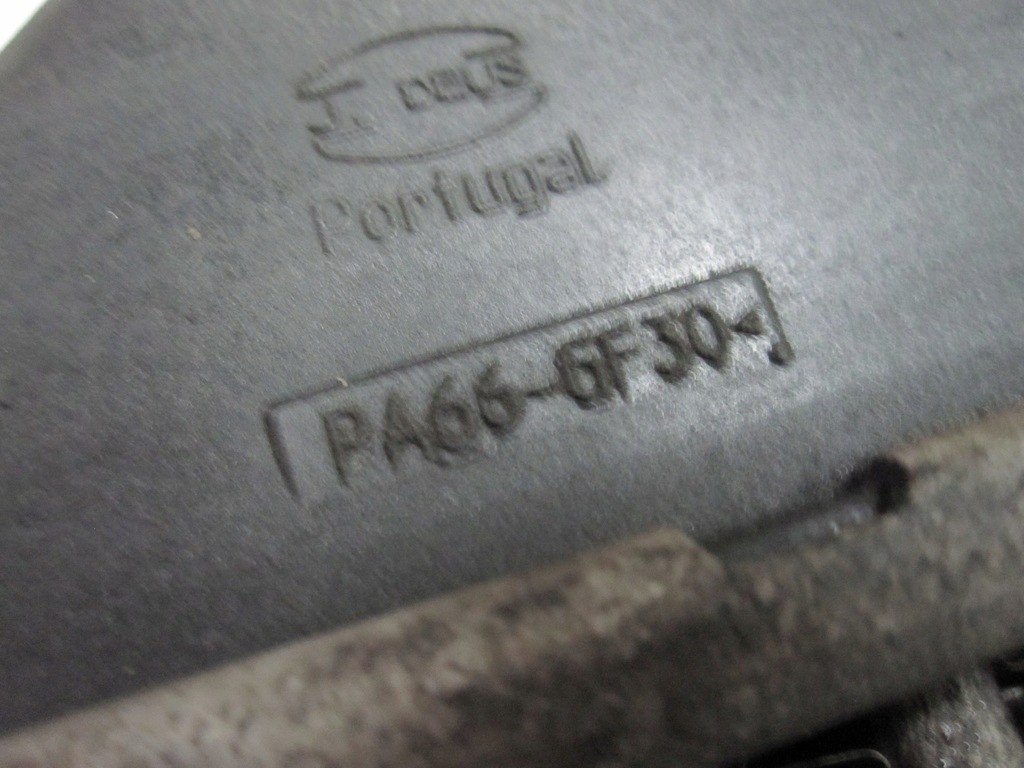 J. DEUS
Portugal
PA66-GF30<